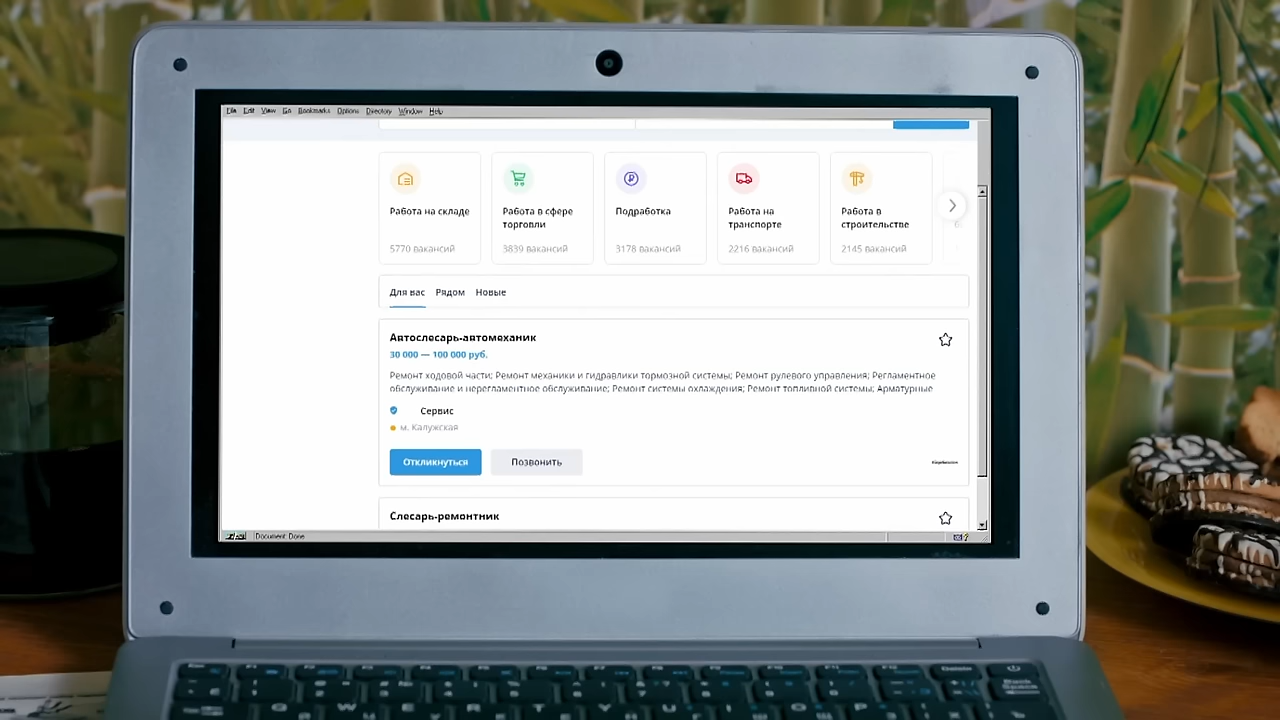 File Edit View Go Bookmarks Options Directory Window Help
Работа на складе
5770 вакансий
Работа в сфере
торговли
3839 вакансий
Подработка
3178 вакансий
Работа на
транспорте
2216 вакансий
Работа в
строительстве
2145 вакансий
Для вас Рядом Новые
Автослесарь-автомеханик
30 000 — 100 000 руб.
Ремонт ходовой части; Ремонт механики и гидравлики тормозной системы; Ремонт рулевого управления; Регламентное
обслуживание и нерегламентное обслуживание; Ремонт системы охлаждения; Ремонт топливной системы; Арматурные
Сервис
м. Калужская
Откликнуться Позвонить
Слесарь-ремонтник
Document: Done